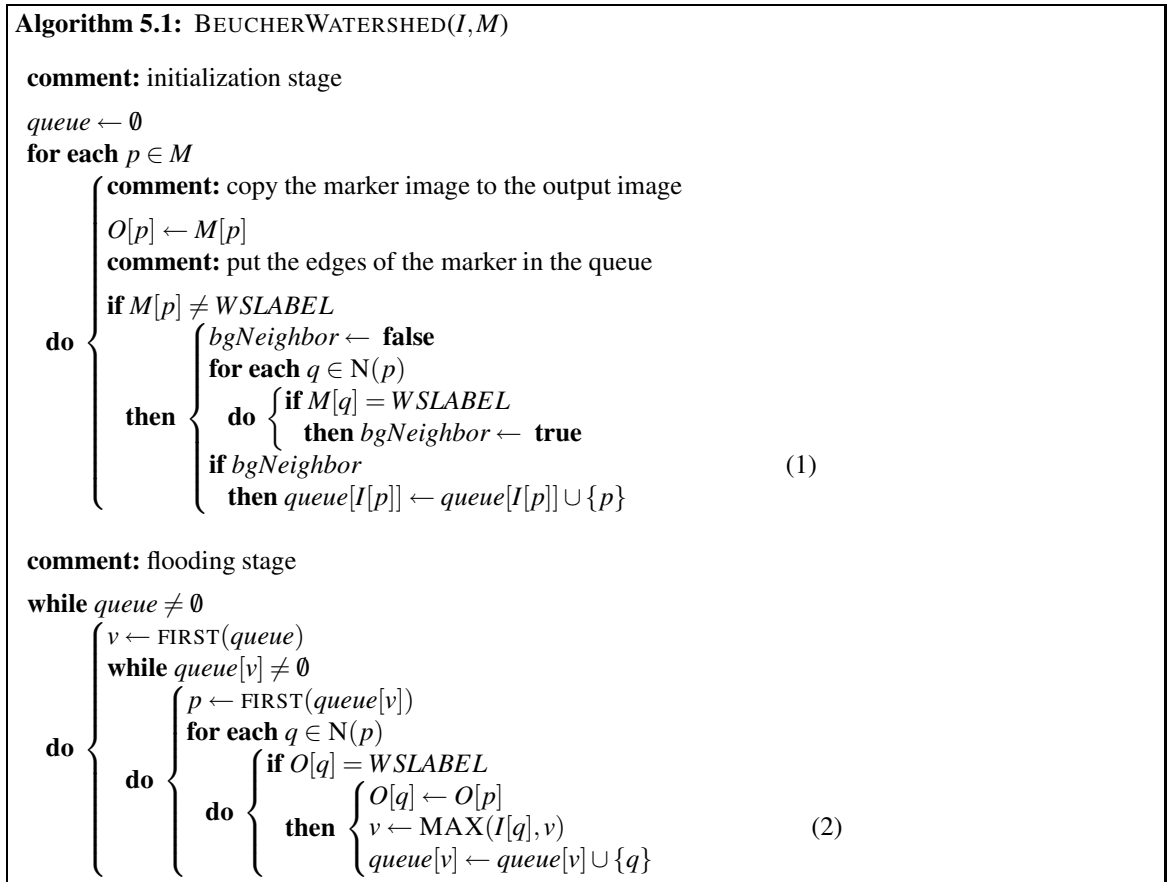 Algorithm 5.1: BEUCHERWATERSHED(I,M)
comment: initialization stage
queue ← ∅
for each p ∈ M
comment: copy the marker image to the output image
O[p] ← M[p]
comment: put the edges of the marker in the queue
if M[p] ≠ WSLABEL
do
bgNeighbor ← false
for each q ∈ N(p)
then do if M[q] = WSLABEL
then bgNeighbor ← true
if bgNeighbor (1)
then queue[I[p]] ← queue[I[p]] ∪ {p}
comment: flooding stage
while queue ≠ ∅
v ← FIRST(queue)
while queue[v] ≠ ∅
p ← FIRST(queue[v])
for each q ∈ N(p)
do
if O[q] = WSLABEL
do
O[q] ← O[p]
do then v ← MAX(I[q],v) (2)
queue[v] ← queue[v] ∪ {q}